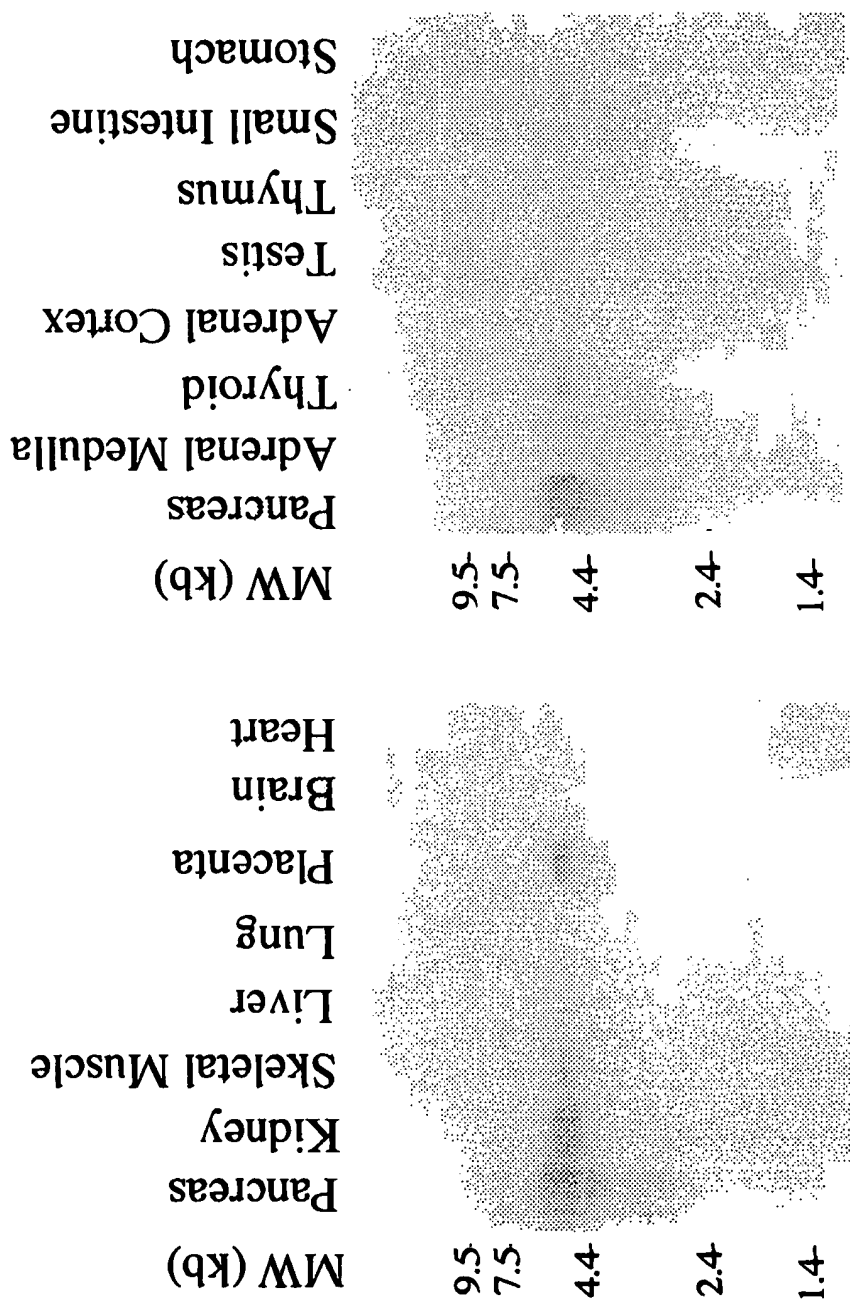 Stomach
Small Intestine
Thymus
Testis
Adrenal Cortex
Thyroid
Adrenal Medulla
Pancreas
MW (kb)
9.5-
7.5-
4.4-
2.4-
1.4-
Heart
Brain
Placenta
Lung
Liver
Skeletal Muscle
Kidney
Pancreas
MW (kb)
9.5-
7.5-
4.4-
2.4-
1.4-